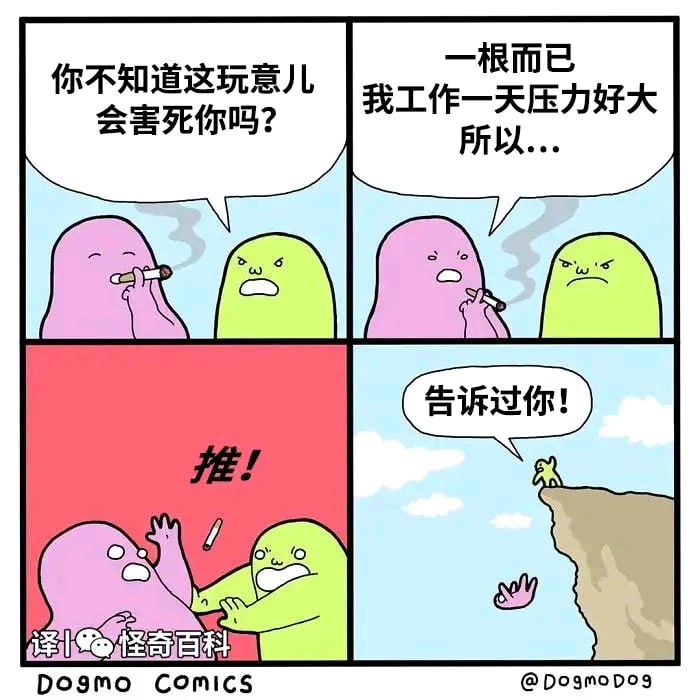 你不知道这玩意儿
会害死你吗?
一根而已
我工作一天压力好大
所以...
推!
告诉过你!
译 怪奇百科
DOGMO COMICS
@DOGMODOG